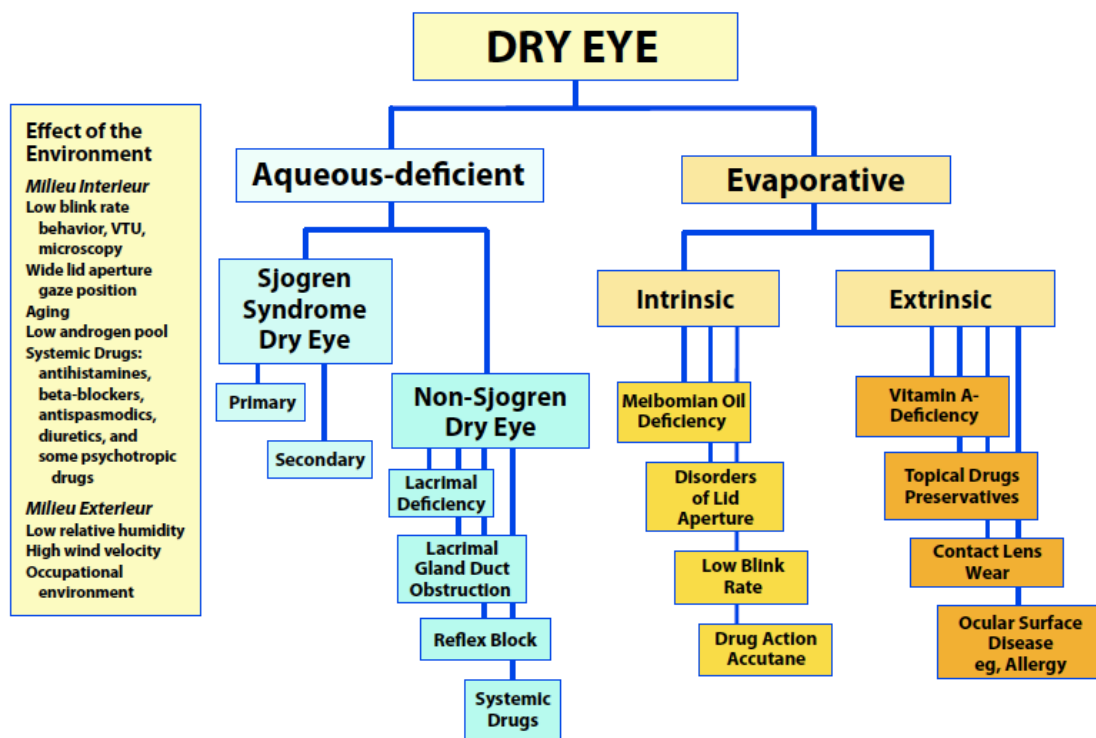 DRY EYE
Effect of the
Environment
Milieu Interieur
Low blink rate
behavior, VTU,
microscopy
Wide lid aperture
gaze position
Aging
Low androgen pool
Systemic Drugs:
antihistamines,
beta-blockers,
antispasmodics,
diuretics, and
some psychotropic
drugs
Milieu Exterieur
Low relative humidity
High wind velocity
Occupational
environment
Aqueous-deficient
Evaporative
Sjogren
Syndrome
Dry Eye
Primary
Secondary
Non-Sjogren
Dry Eye
Lacrimal
Deficiency
Lacrimal
Gland Duct
Obstruction
Reflex Block
Systemic
Drugs
Intrinsic
Meibomian Oil
Deficiency
Disorders
of Lid
Aperture
Low Blink
Rate
Drug Action
Accutane
Extrinsic
Vitamin A-
Deficiency
Topical Drugs
Preservatives
Contact Lens
Wear
Ocular Surface
Disease
eg, Allergy